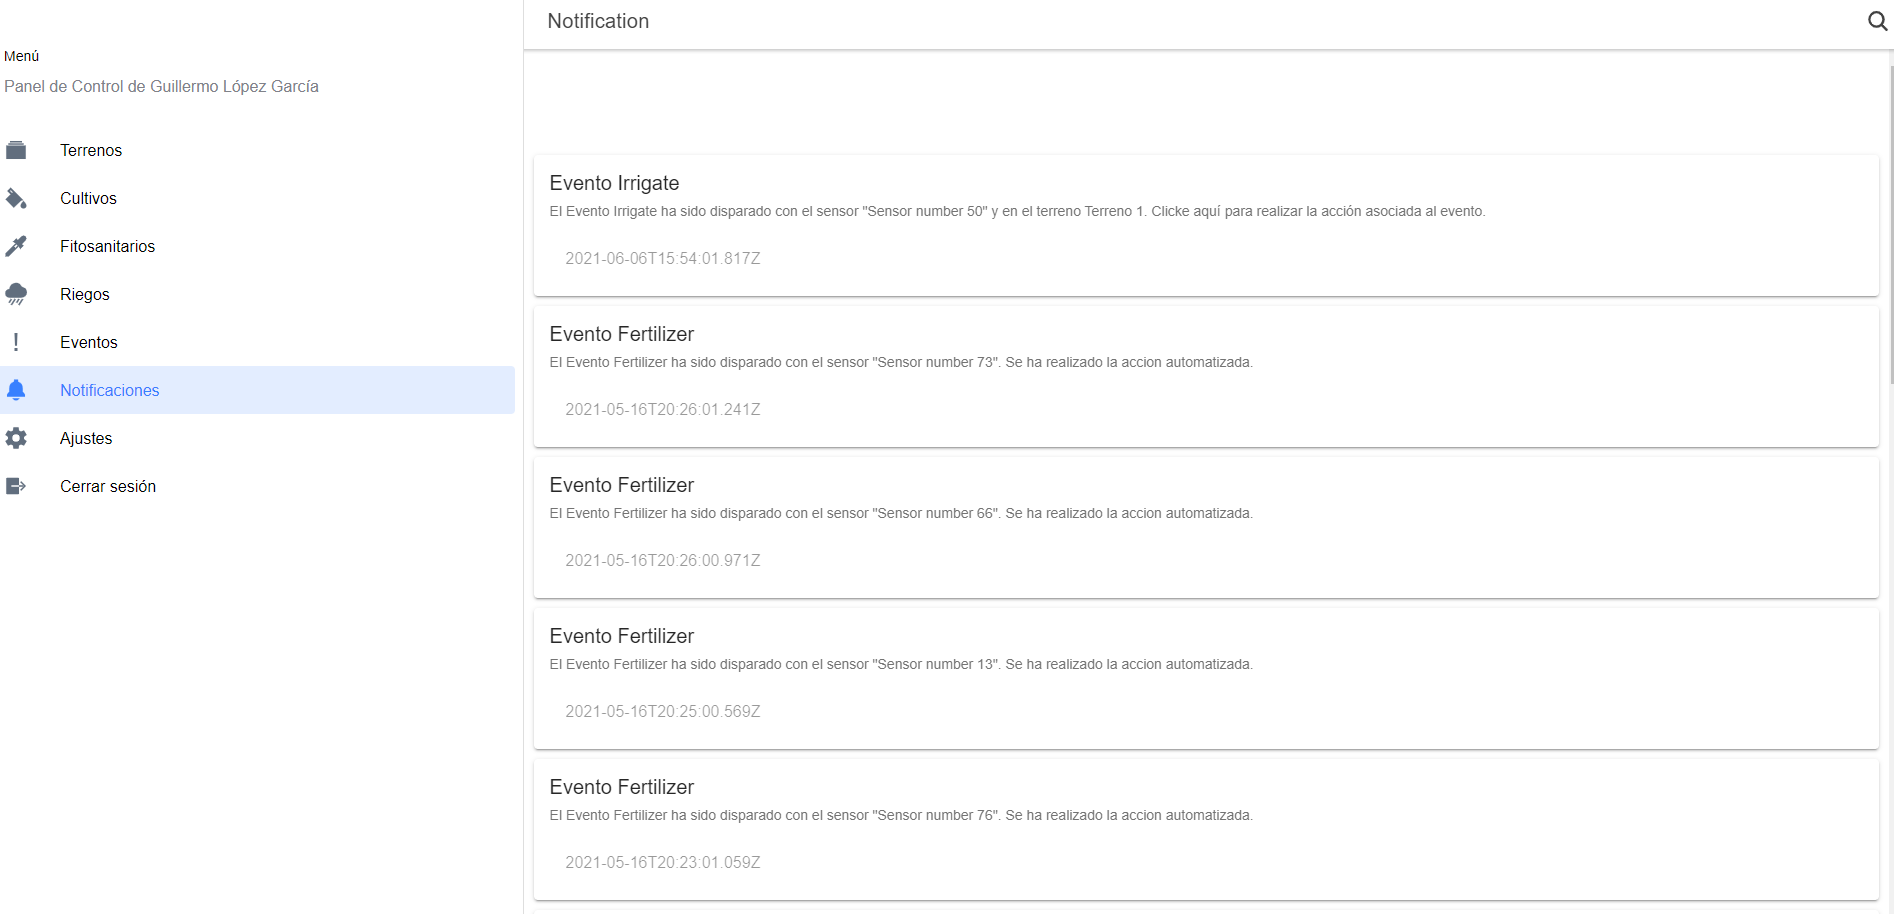 Menú
Panel de Control de Guillermo López García
Terrenos
Cultivos
Fitosanitarios
Riegos
Eventos
Notificaciones
Ajustes
Cerrar sesión
Notification
Evento Irrigate
El Evento Irrigate ha sido disparado con el sensor "Sensor number 50" y en el terreno Terreno 1. Clicke aquí para realizar la acción asociada al evento.
2021-06-06T15:54:01.817Z
Evento Fertilizer
El Evento Fertilizer ha sido disparado con el sensor "Sensor number 73". Se ha realizado la accion automatizada.
2021-05-16T20:26:01.241Z
Evento Fertilizer
El Evento Fertilizer ha sido disparado con el sensor "Sensor number 66". Se ha realizado la accion automatizada.
2021-05-16T20:26:00.971Z
Evento Fertilizer
El Evento Fertilizer ha sido disparado con el sensor "Sensor number 13". Se ha realizado la accion automatizada.
2021-05-16T20:25:00.569Z
Evento Fertilizer
El Evento Fertilizer ha sido disparado con el sensor "Sensor number 76". Se ha realizado la accion automatizada.
2021-05-16T20:23:01.059Z